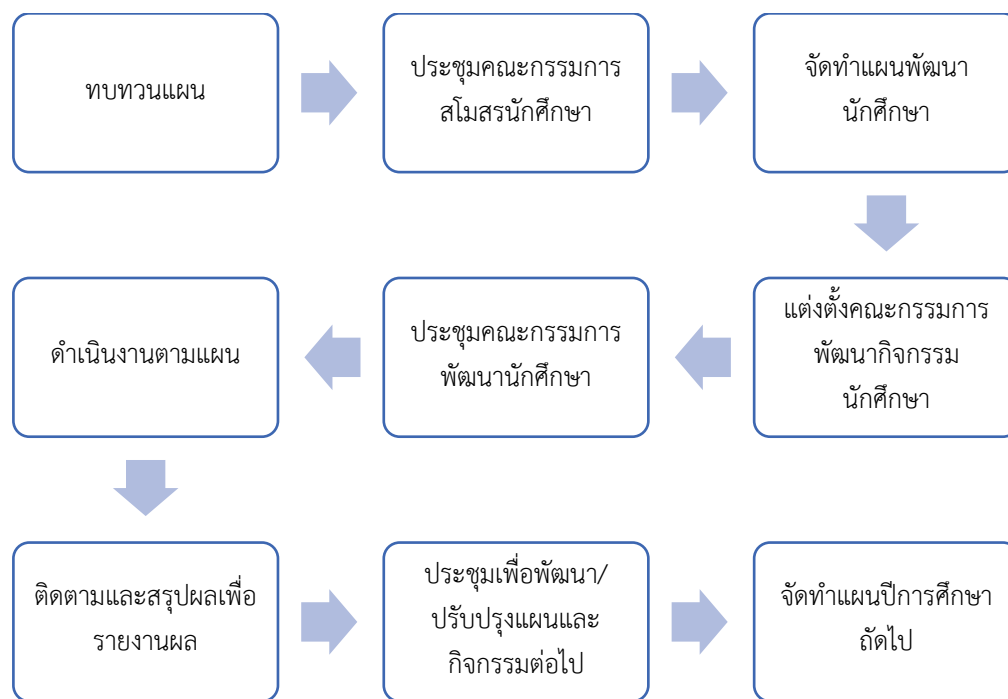 ทบทวนแผน
ประชุมคณะกรรมการ
สโมสรนักศึกษา
จัดทำแผนพัฒนา
นักศึกษา
แต่งตั้งคณะกรรมการ
พัฒนากิจกรรม
นักศึกษา
ประชุมคณะกรรมการ
พัฒนานักศึกษา
ดำเนินงานตามแผน
ติดตามและสรุปผลเพื่อ
รายงานผล
ประชุมเพื่อพัฒนา/
ปรับปรุงแผนและ
กิจกรรมต่อไป
จัดทำแผนปีการศึกษา
ถัดไป